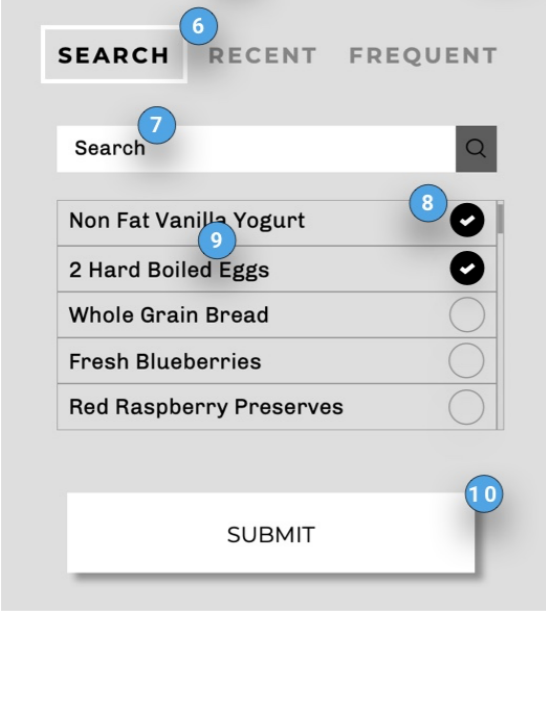 6
SEARCH RECENT FREQUENT
7
Search
8
Non Fat Vanilla Yogurt
9
2 Hard Boiled Eggs
Whole Grain Bread
Fresh Blueberries
Red Raspberry Preserves
10
SUBMIT